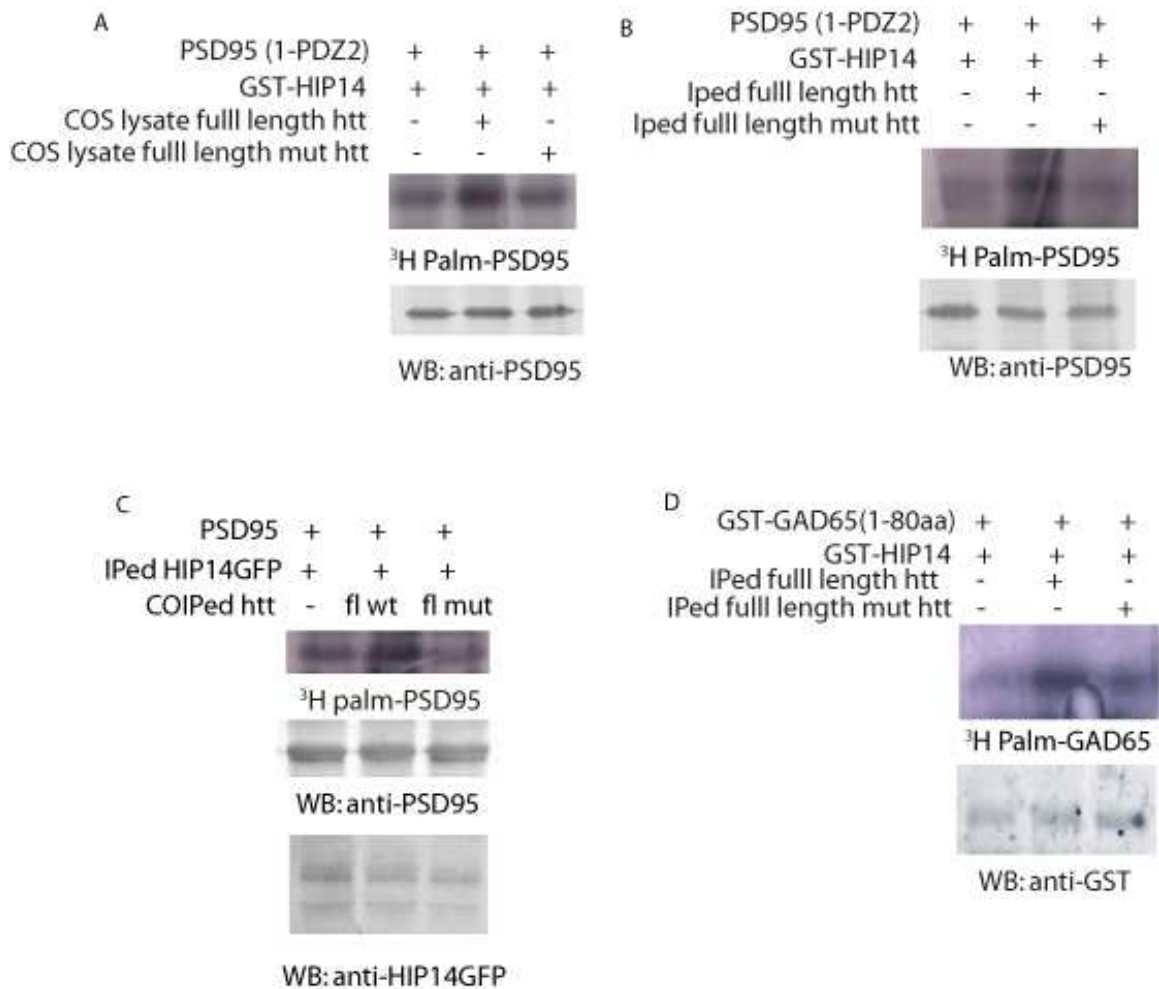 A
PSD95 (1-PDZ2) + + +
GST-HIP14 + + +
COS lysate fulll length htt - + -
COS lysate fulll length mut htt - - +
³H Palm-PSD95
WB: anti-PSD95
B
PSD95 (1-PDZ2) + + +
GST-HIP14 + + +
Iped fulll length htt - + -
Iped fulll length mut htt - - +
³H Palm-PSD95
WB: anti-PSD95
C
PSD95 + + +
IPed HIP14GFP + + +
COIPed htt - fl wt fl mut
³H palm-PSD95
WB: anti-PSD95
WB: anti-HIP14GFP
D
GST-GAD65(1-80aa) + + +
GST-HIP14 + + +
IPed fulll length htt - + -
IPed fulll length mut htt - - +
³H Palm-GAD65
WB: anti-GST